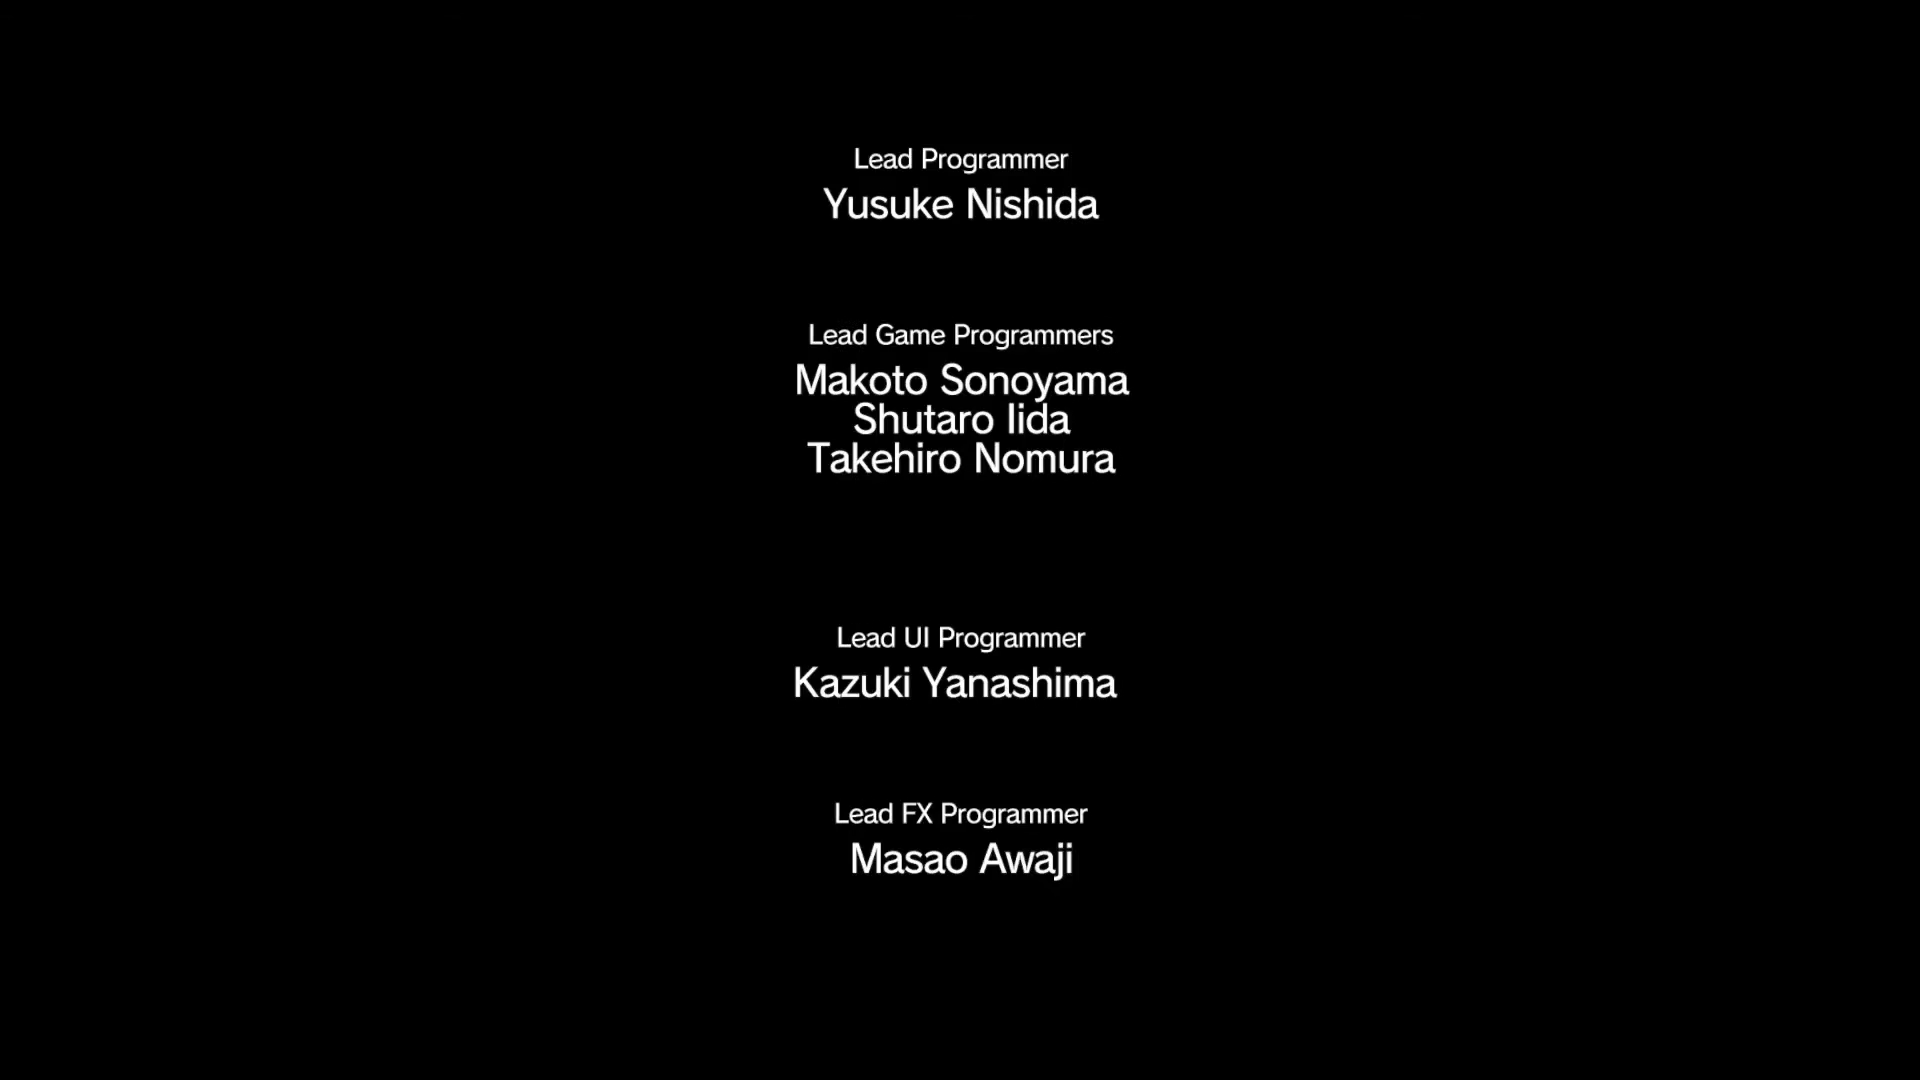 Lead Programmer
Yusuke Nishida
Lead Game Programmers
Makoto Sonoyama
Shutaro Iida
Takehiro Nomura
Lead UI Programmer
Kazuki Yanashima
Lead FX Programmer
Masao Awaji